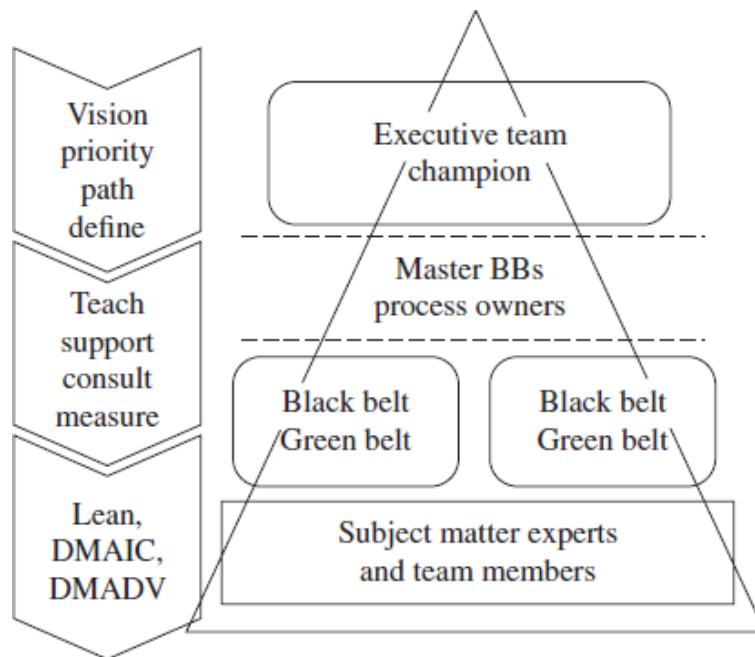 Vision
priority
path
define
Executive team
champion
Master BBs
process owners
Teach
support
consult
measure
Black belt
Green belt
Black belt
Green belt
Lean,
DMAIC,
DMADV
Subject matter experts
and team members